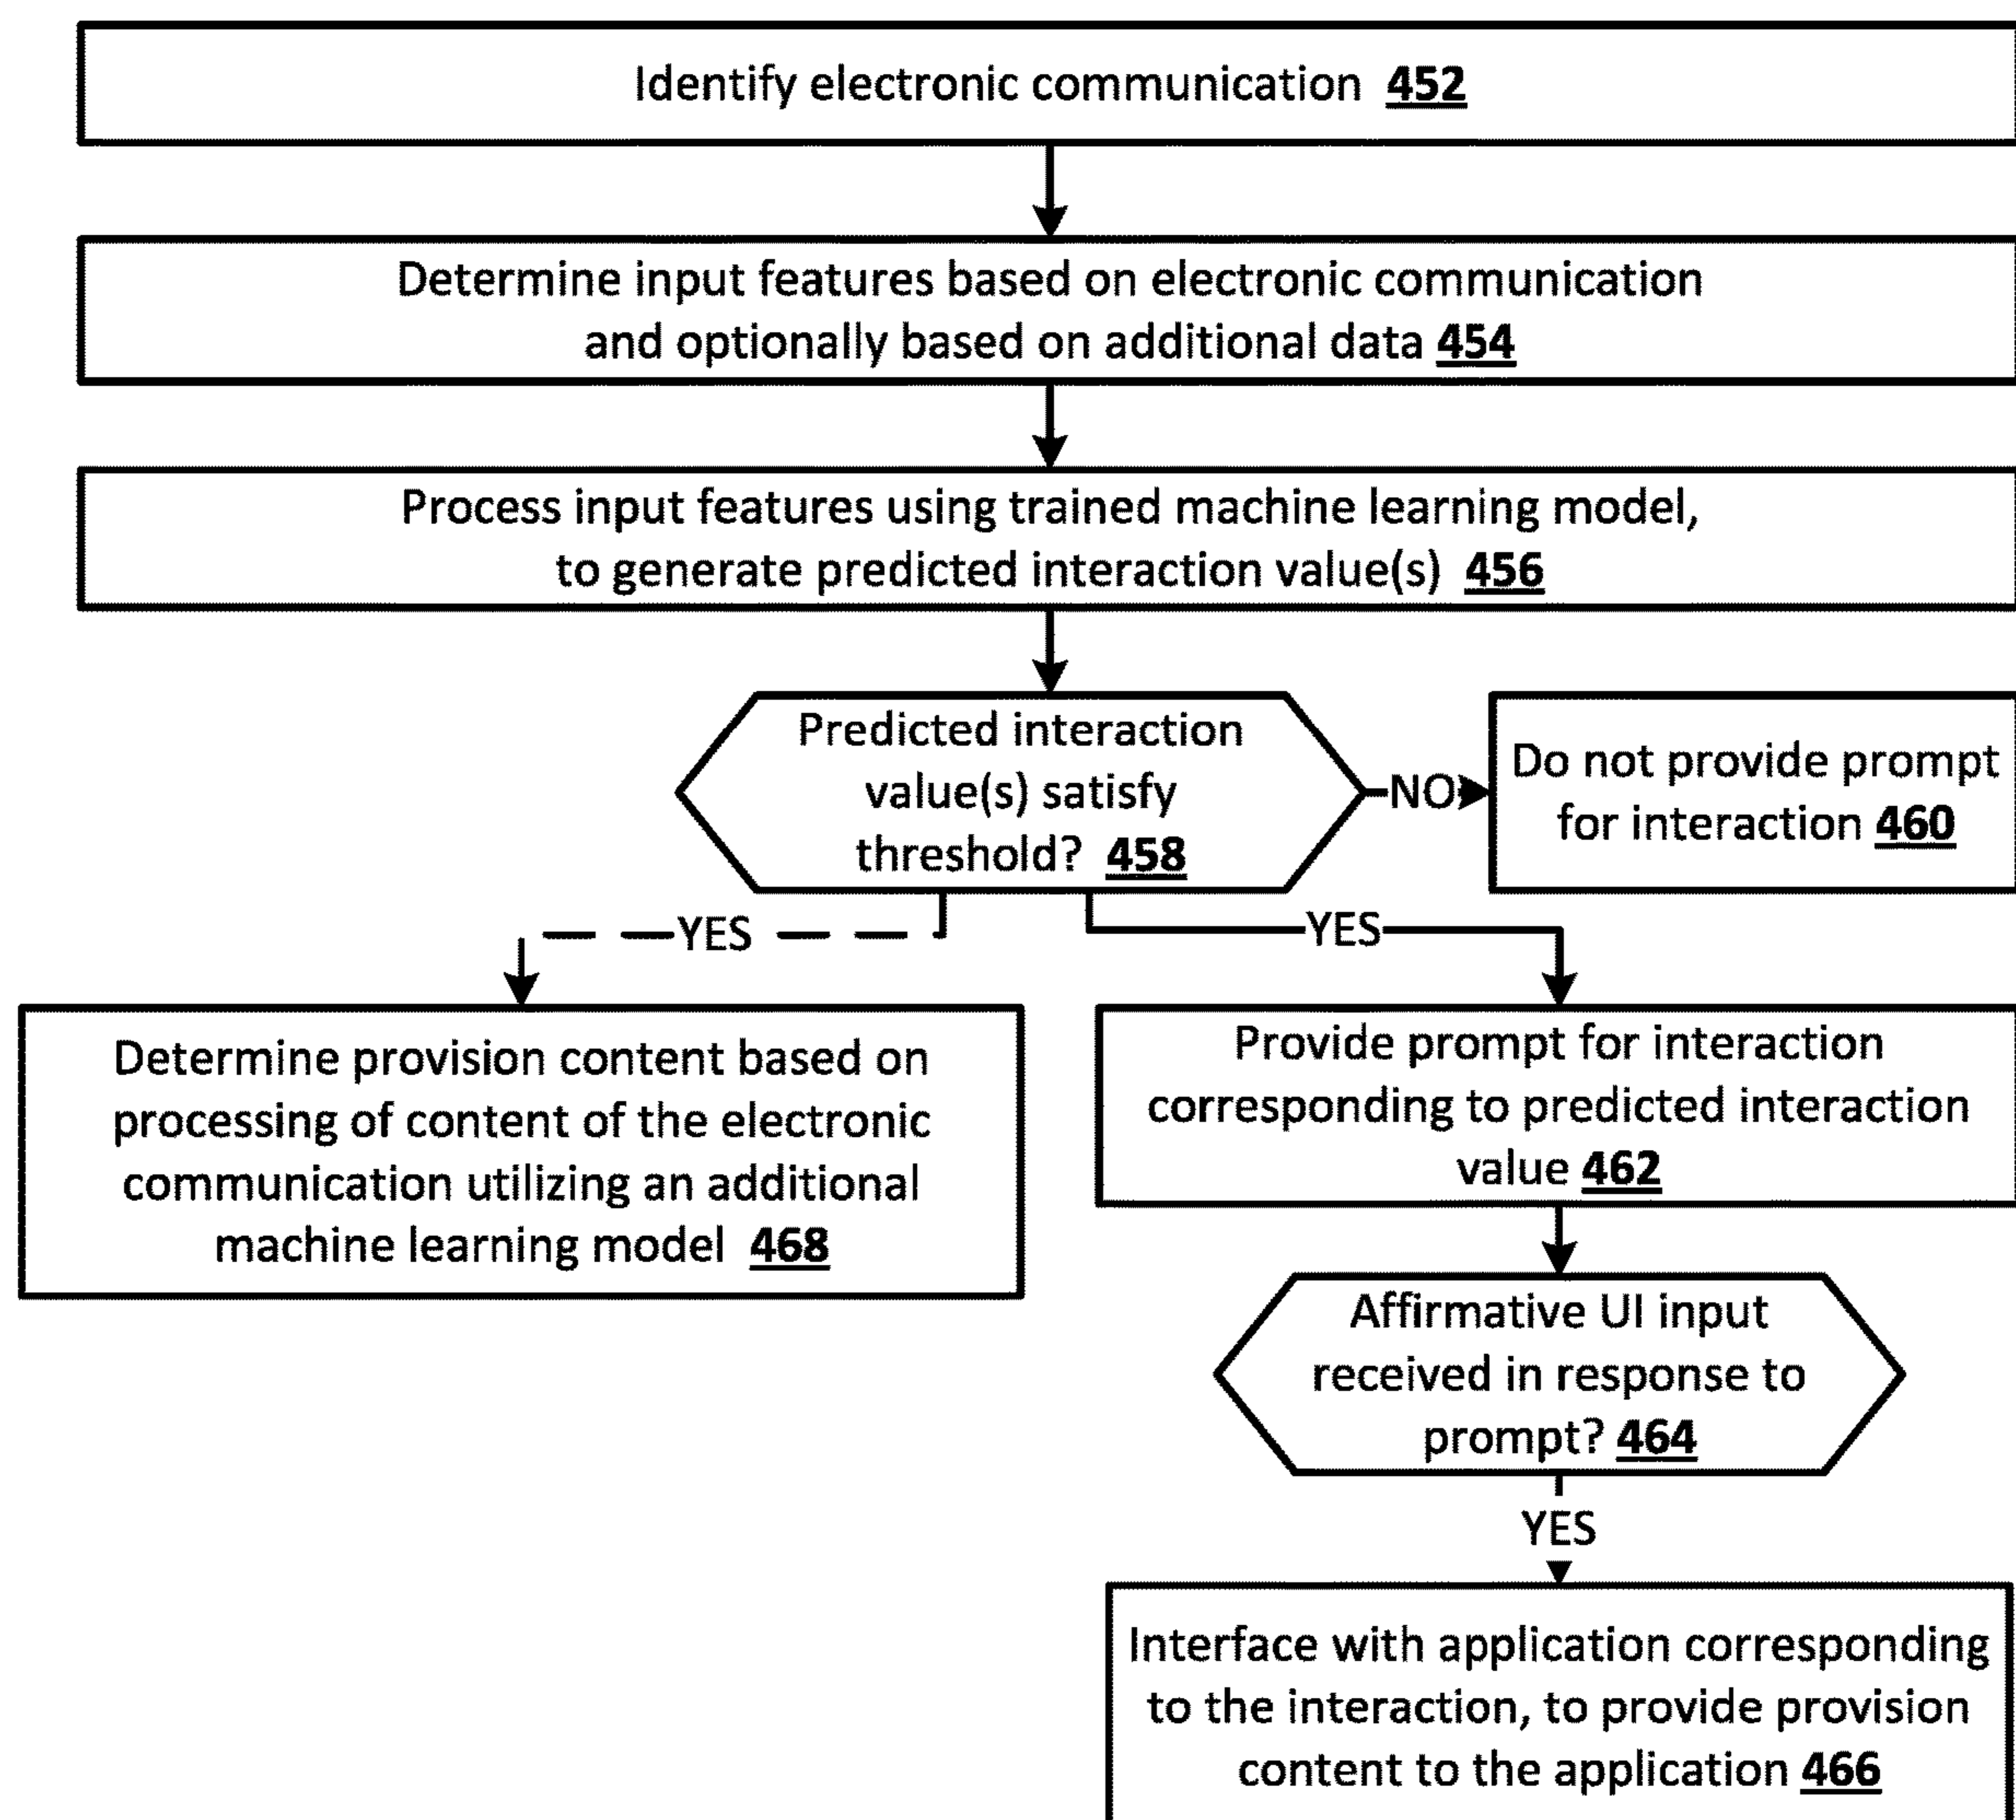 Identify electronic communication 452
Determine input features based on electronic communication
and optionally based on additional data 454
Process input features using trained machine learning model,
to generate predicted interaction value(s) 456
Predicted interaction
value(s) satisfy
threshold? 458
NO
Do not provide prompt
for interaction 460
YES
YES
Determine provision content based on
processing of content of the electronic
communication utilizing an additional
machine learning model 468
Provide prompt for interaction
corresponding to predicted interaction
value 462
Affirmative UI input
received in response to
prompt? 464
YES
Interface with application corresponding
to the interaction, to provide provision
content to the application 466